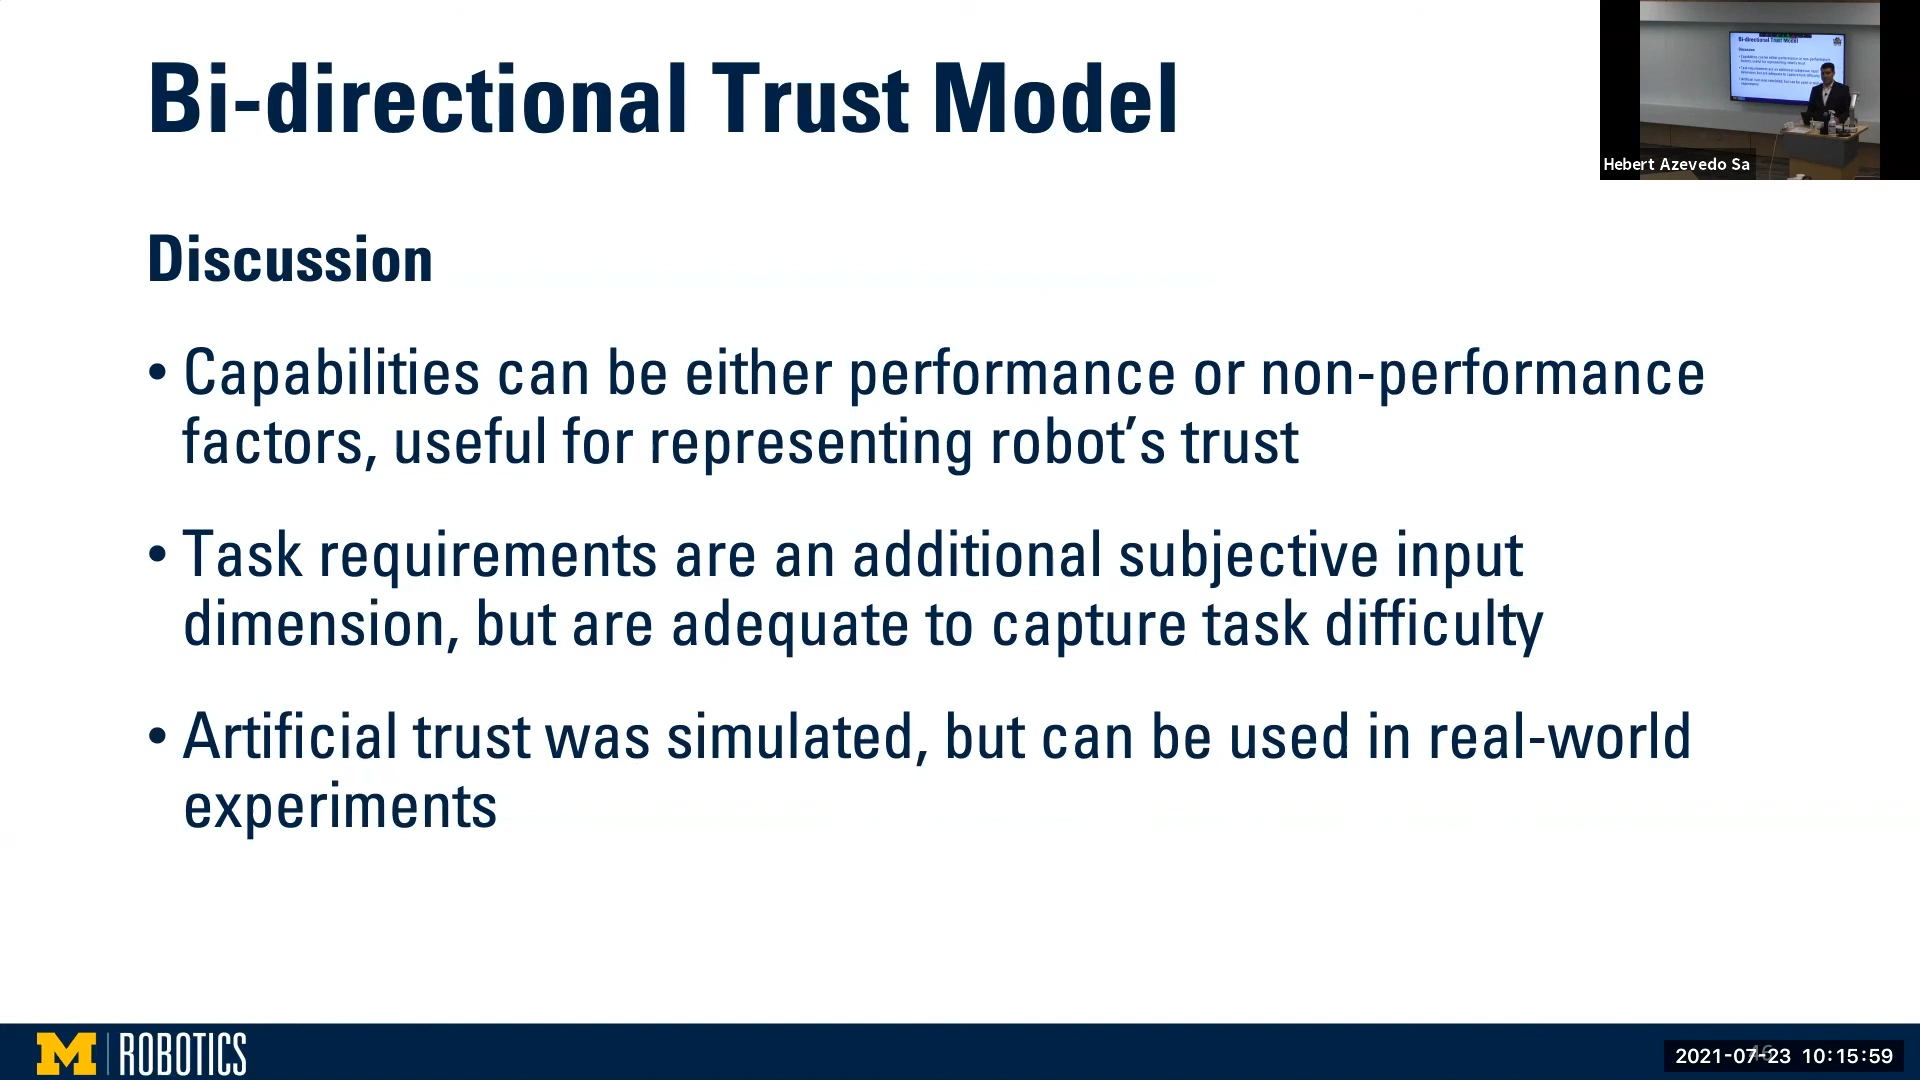 Bi-directional Trust Model
Hebert Azevedo Sa
Discussion
• Capabilities can be either performance or non-performance
factors, useful for representing robot’s trust
• Task requirements are an additional subjective input
dimension, but are adequate to capture task difficulty
• Artificial trust was simulated, but can be used in real-world
experiments
M ROBOTICS
2021-07-23 10:15:59